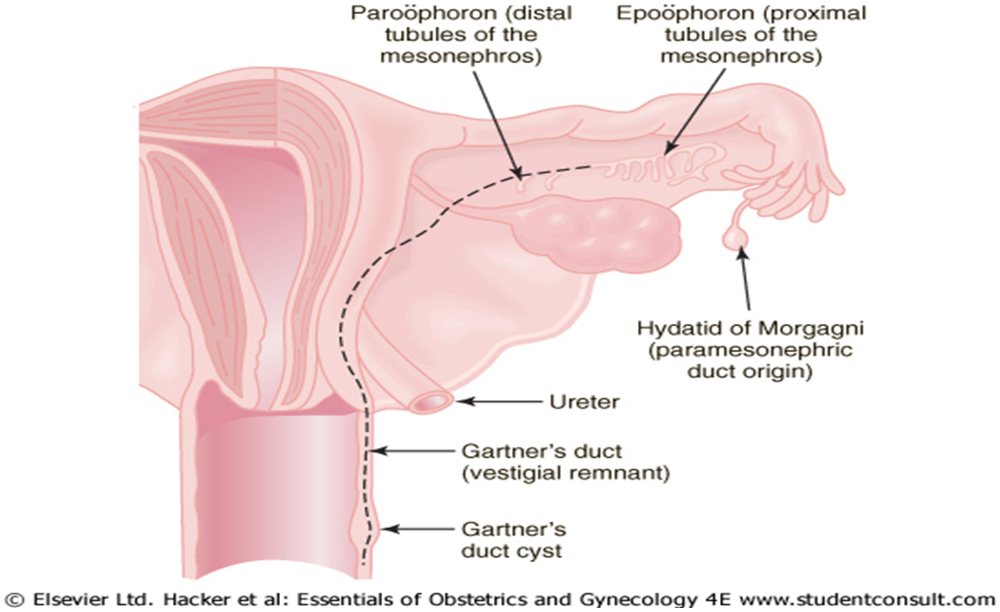 Paroöphoron (distal
tubules of the
mesonephros)
Epoöphoron (proximal
tubules of the
mesonephros)
Hydatid of Morgagni
(paramesonephric
duct origin)
Ureter
Gartner's duct
(vestigial remnant)
Gartner's
duct cyst
© Elsevier Ltd. Hacker et al: Essentials of Obstetrics and Gynecology 4E www.studentconsult.com